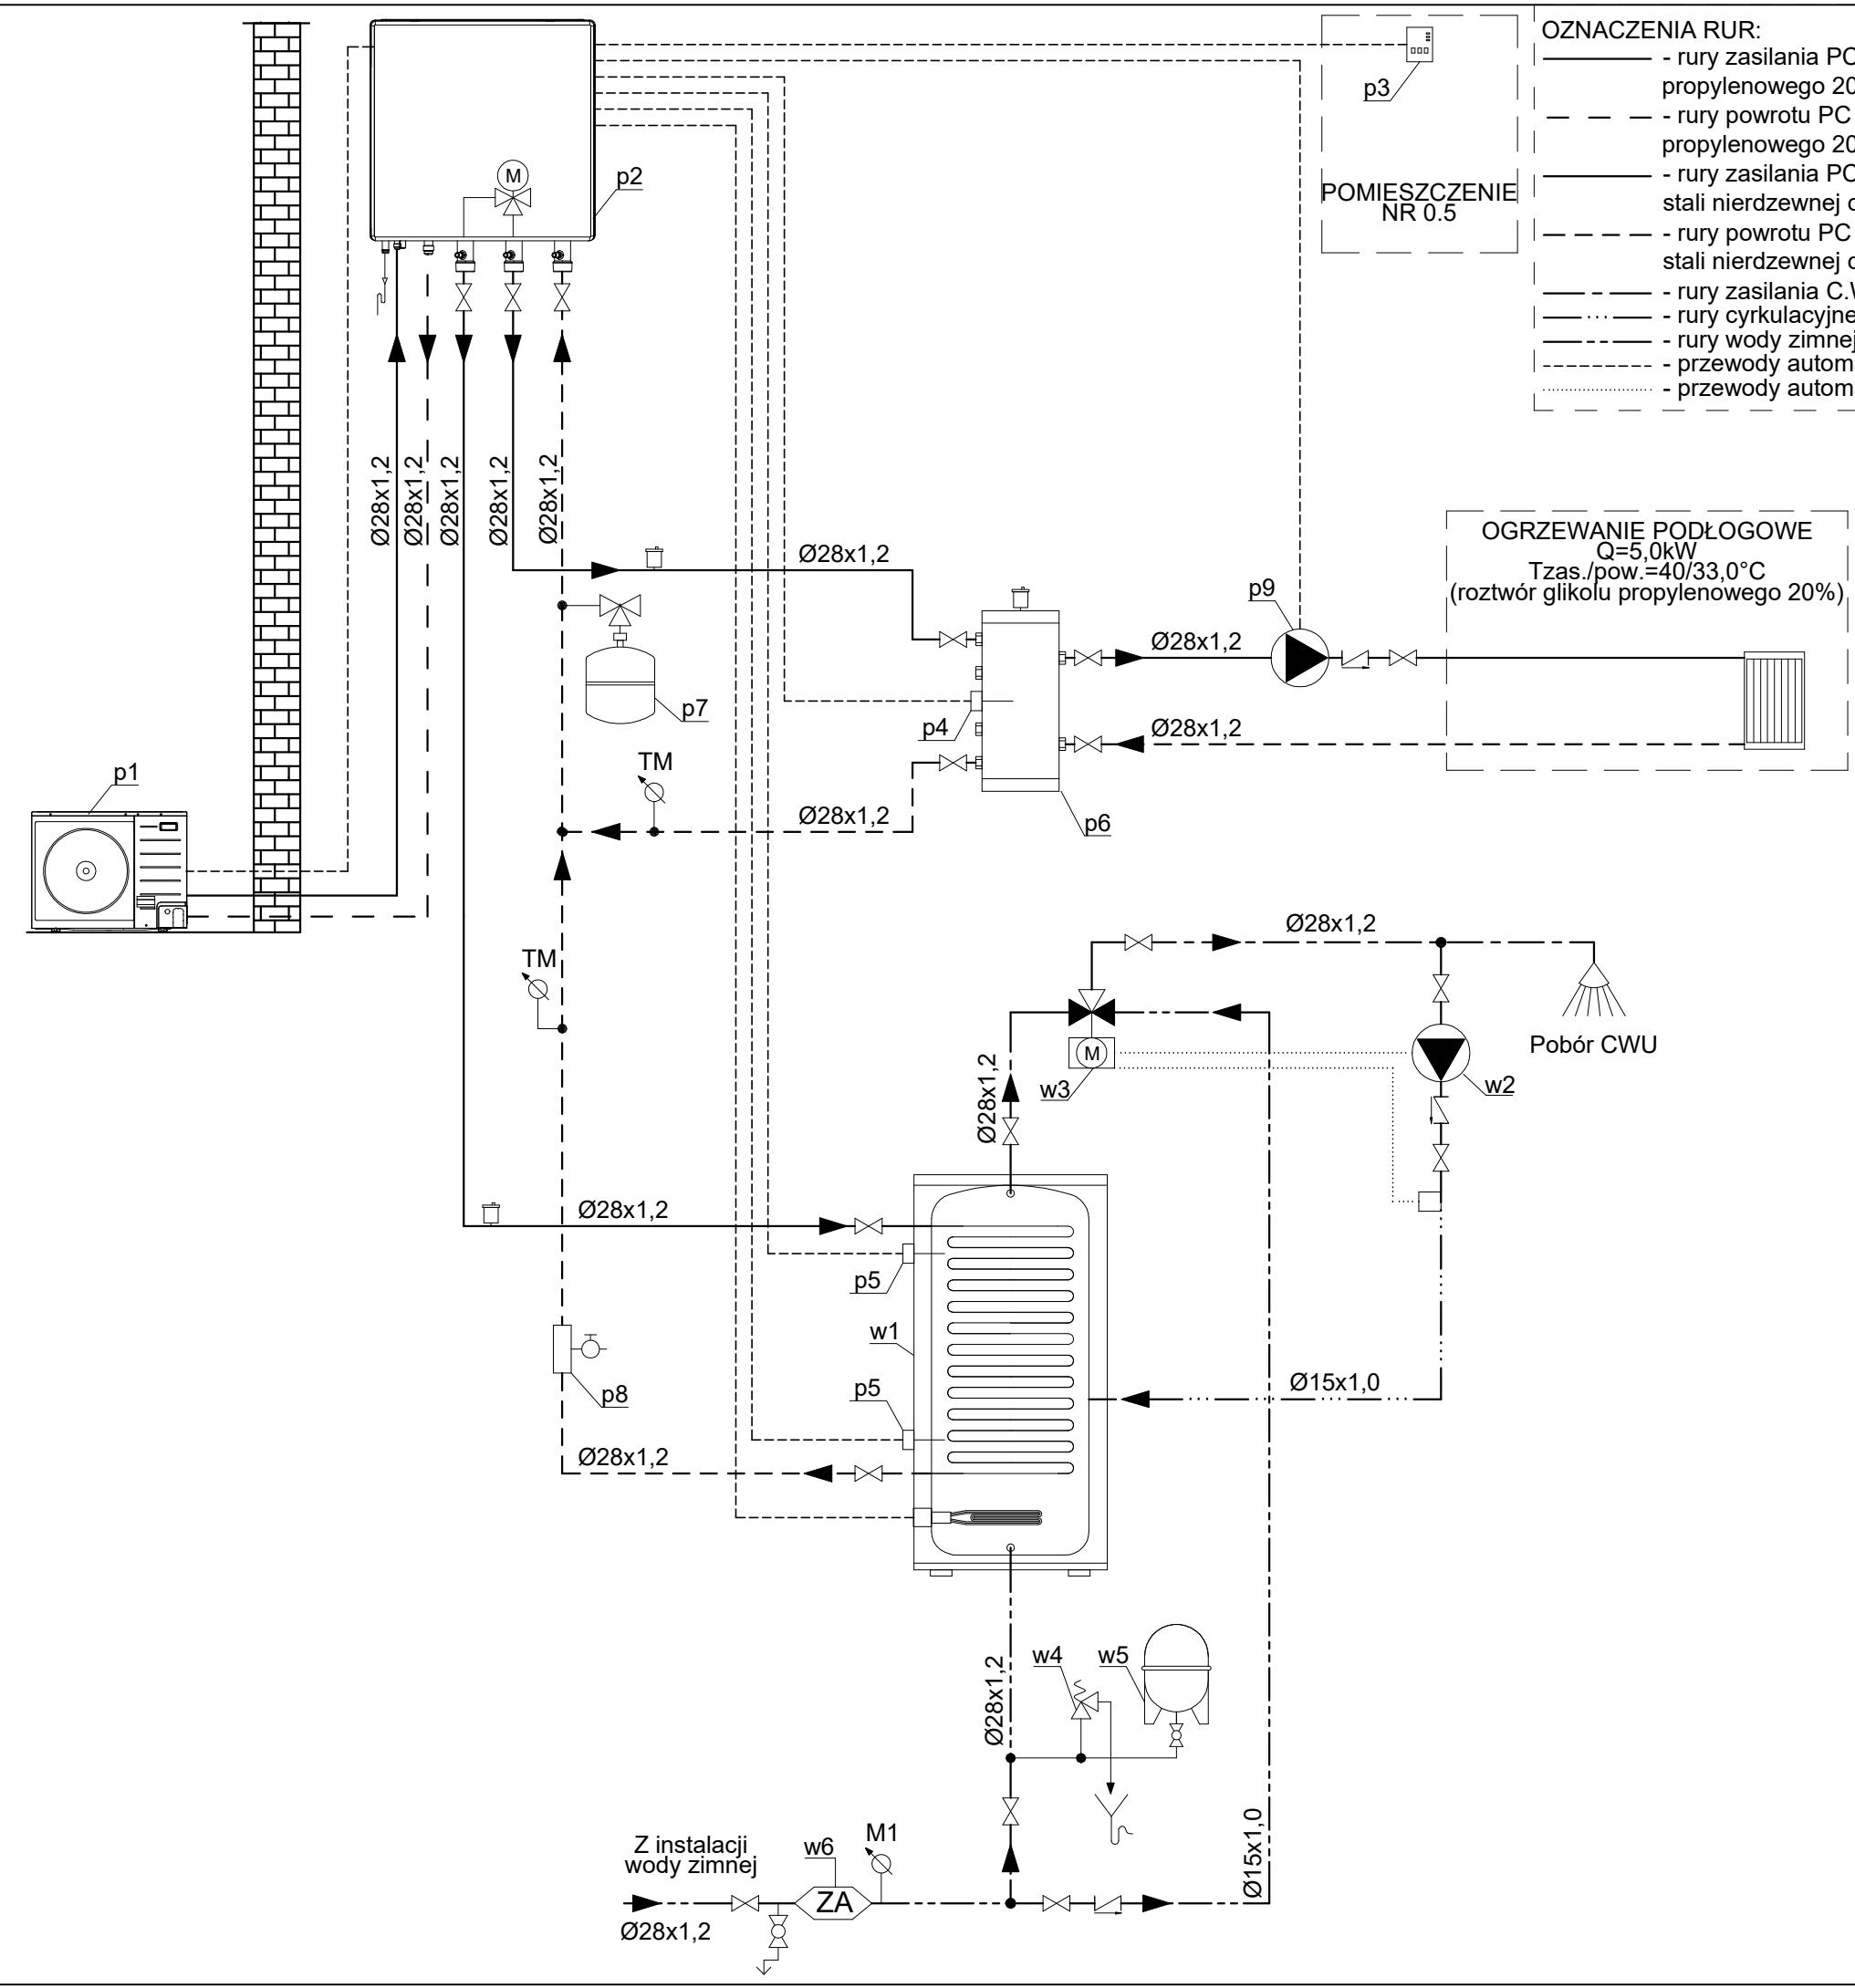 OZNACZENIA RUR:
- rury zasilania PC
propylenowego 20
- rury powrotu PC
propylenowego 20
- rury zasilania PC
stali nierdzewnej
- rury powrotu PC
stali nierdzewnej
- rury zasilania C.
- rury cyrkulacyjne
- rury wody zimnej
- przewody autom
- przewody autom
p3
POMIESZCZENIE
NR 0.5
M
p2
Ø28x1,2
Ø28x1,2
Ø28x1,2
Ø28x1,2
Ø28x1,2
Ø28x1,2
OGRZEWANIE PODŁOGOWE
Q=5,0kW
Tzas./pow.=40/33,0°C
(roztwór glikolu propylenowego 20%)
p9
Ø28x1,2
p7
p4
Ø28x1,2
TM
p1
Ø28x1,2
p6
Ø28x1,2
TM
M
w3
Pobór CWU
w2
Ø28x1,2
Ø28x1,2
p5
w1
p5
Ø15x1,0
p8
Ø28x1,2
w4
w5
Ø28x1,2
Ø15x1,0
Z instalacji
wody zimnej
w6
M1
ZA
Ø28x1,2